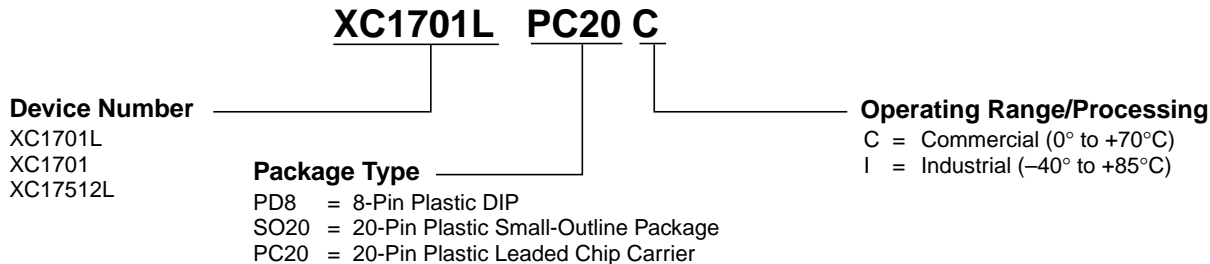 XC1701L PC20 C
Device Number
XC1701L
XC1701
XC17512L
Package Type
PD8 = 8-Pin Plastic DIP
SO20 = 20-Pin Plastic Small-Outline Package
PC20 = 20-Pin Plastic Leaded Chip Carrier
Operating Range/Processing
C = Commercial (0° to +70°C)
I = Industrial (–40° to +85°C)